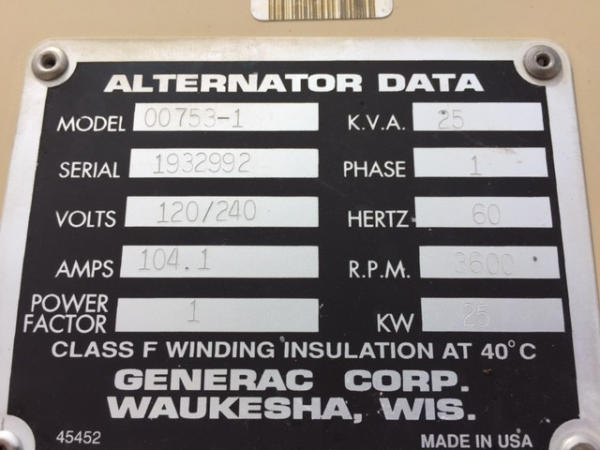 ALTERNATOR DATA
MODEL 00753-1 K.V.A. 25
SERIAL 1932992 PHASE 1
VOLTS 120/240 HERTZ 60
AMPS 104.1 R.P.M. 3600
POWER FACTOR 1 KW 25
CLASS F WINDING INSULATION AT 40°C
GENERAC CORP.
WAUKESHA, WIS.
45452 MADE IN USA